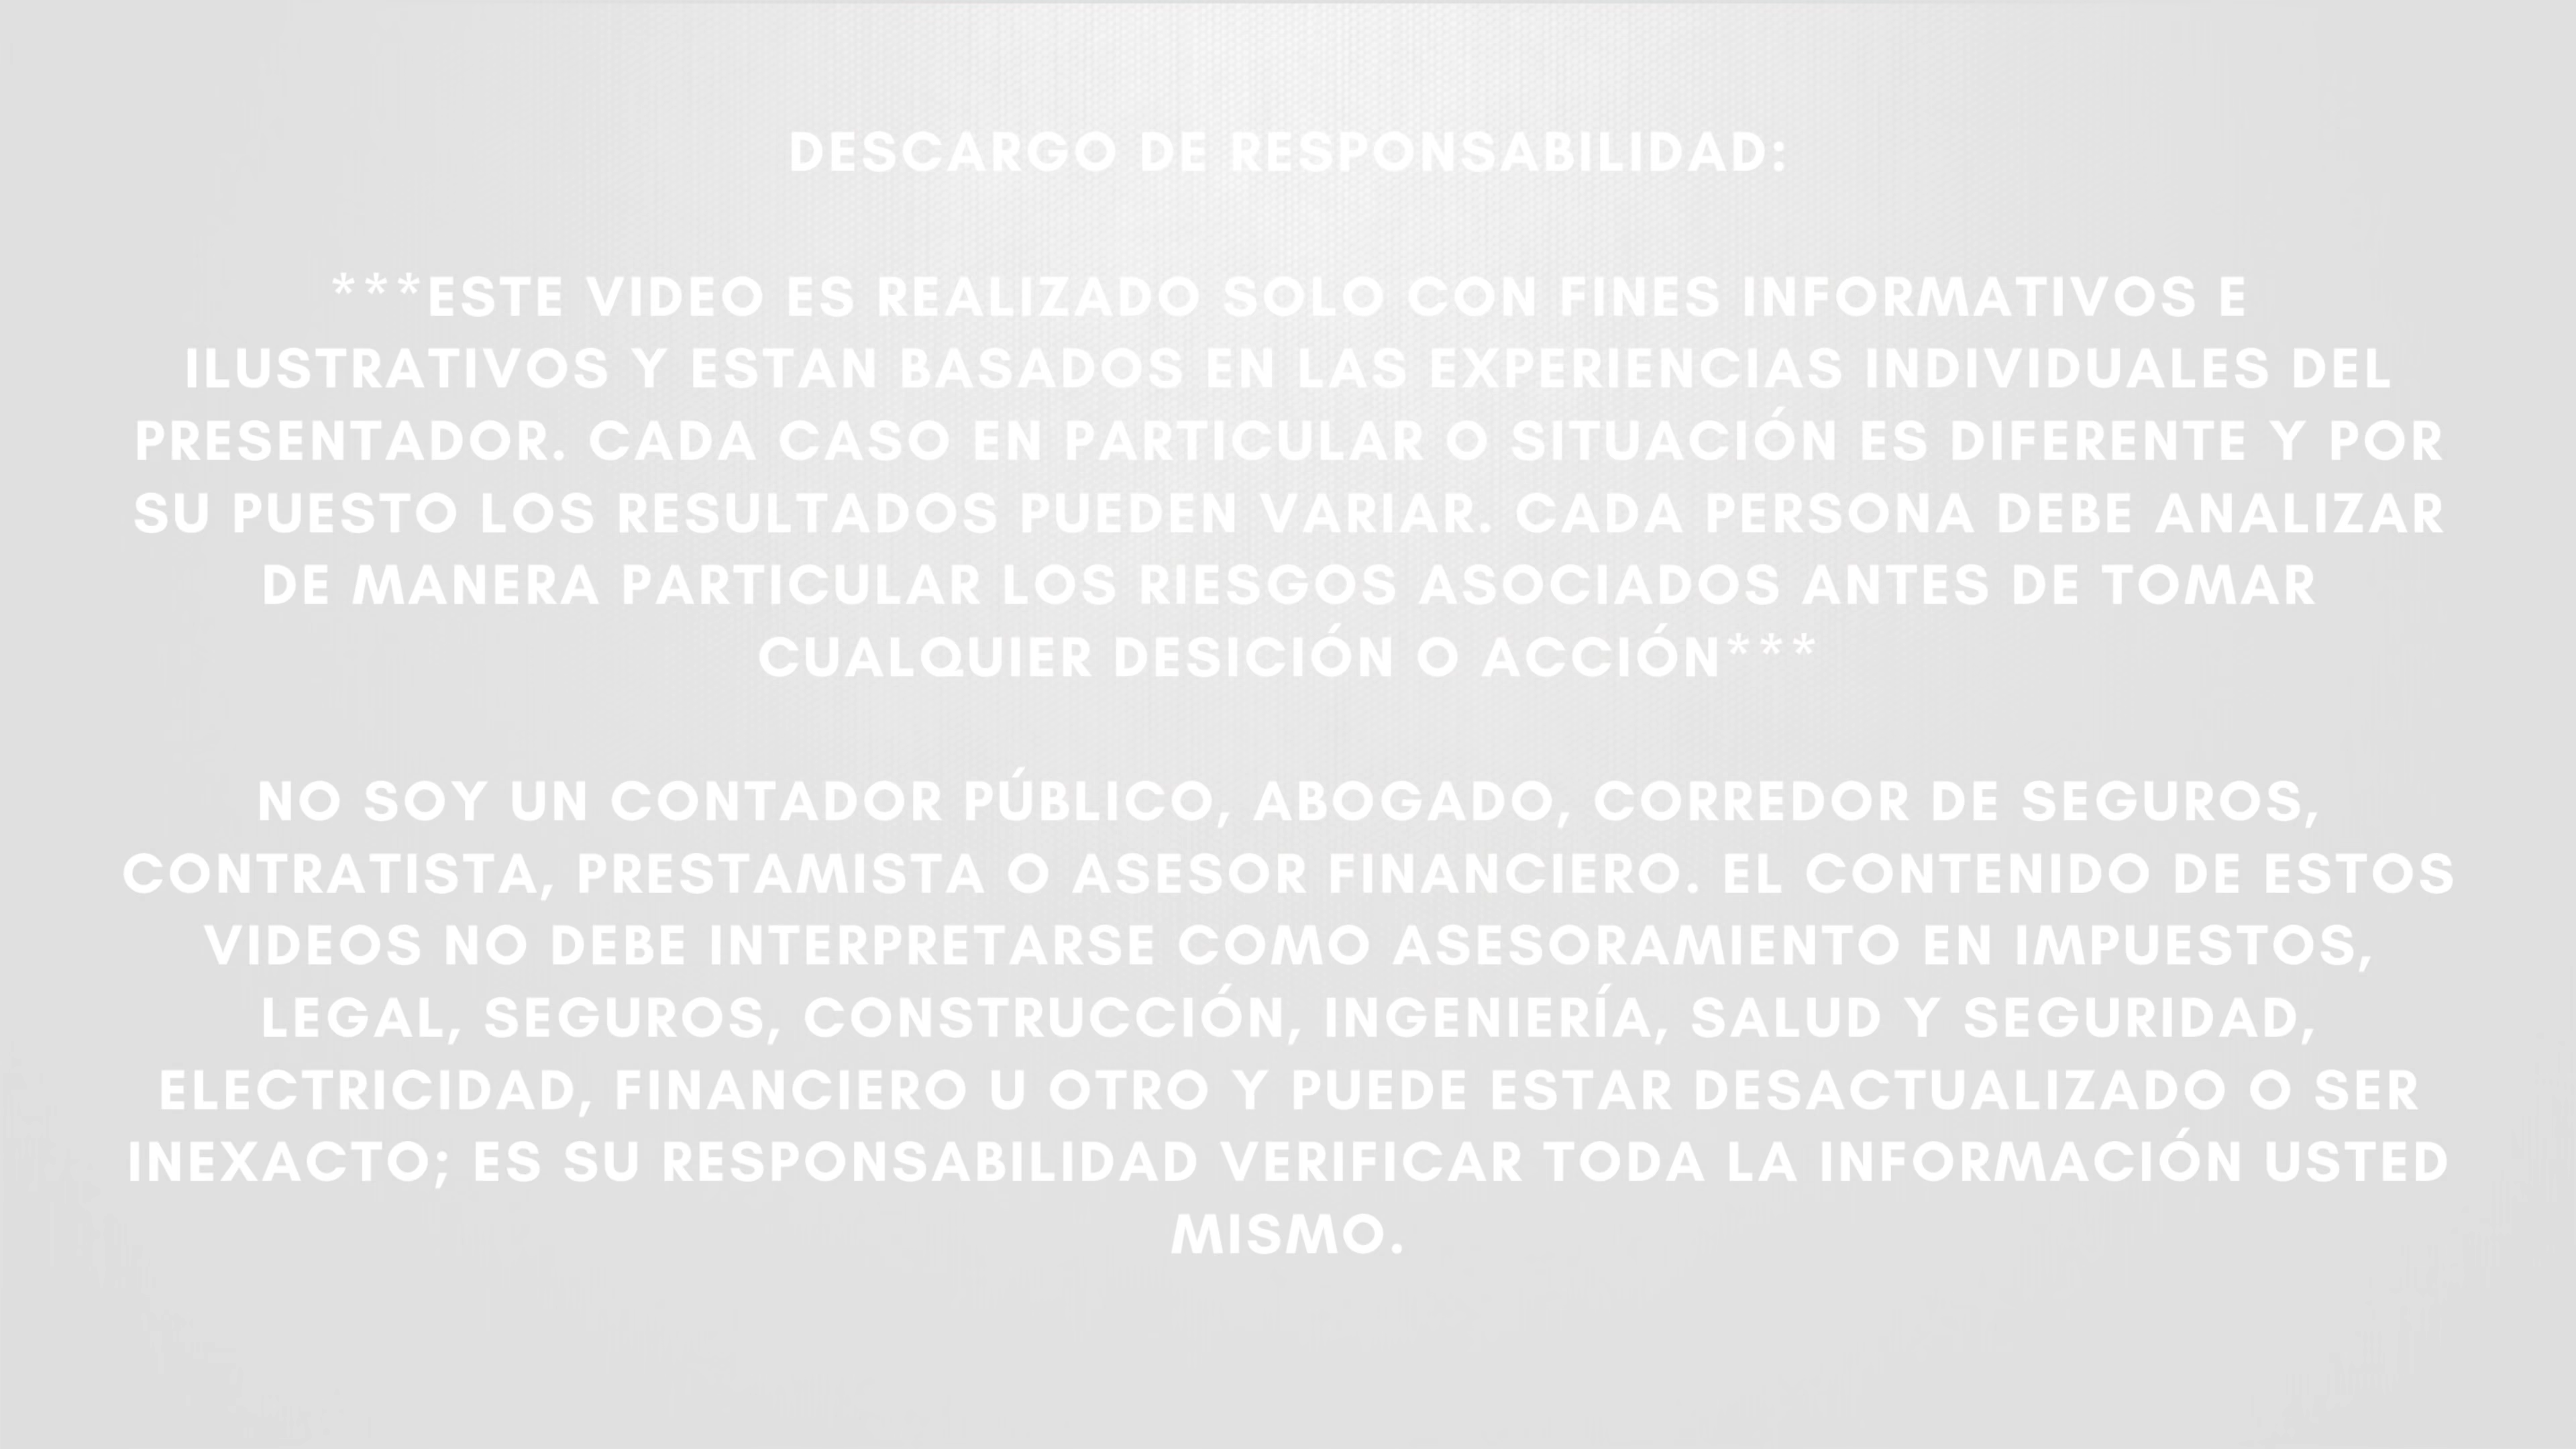 DESCARGO DE RESPONSABILIDAD:
***ESTE VIDEO ES REALIZADO SOLO CON FINES INFORMATIVOS E
ILUSTRATIVOS Y ESTAN BASADOS EN LAS EXPERIENCIAS INDIVIDUALES DEL
PRESENTADOR. CADA CASO EN PARTICULAR O SITUACIÓN ES DIFERENTE Y POR
SU PUESTO LOS RESULTADOS PUEDEN VARIAR. CADA PERSONA DEBE ANALIZAR
DE MANERA PARTICULAR LOS RIESGOS ASOCIADOS ANTES DE TOMAR
CUALQUIER DESICIÓN O ACCIÓN***
NO SOY UN CONTADOR PÚBLICO, ABOGADO, CORREDOR DE SEGUROS,
CONTRATISTA, PRESTAMISTA O ASESOR FINANCIERO. EL CONTENIDO DE ESTOS
VIDEOS NO DEBE INTERPRETARSE COMO ASESORAMIENTO EN IMPUESTOS,
LEGAL, SEGUROS, CONSTRUCCIÓN, INGENIERÍA, SALUD Y SEGURIDAD,
ELECTRICIDAD, FINANCIERO U OTRO Y PUEDE ESTAR DESACTUALIZADO O SER
INEXACTO; ES SU RESPONSABILIDAD VERIFICAR TODA LA INFORMACIÓN USTED
MISMO.